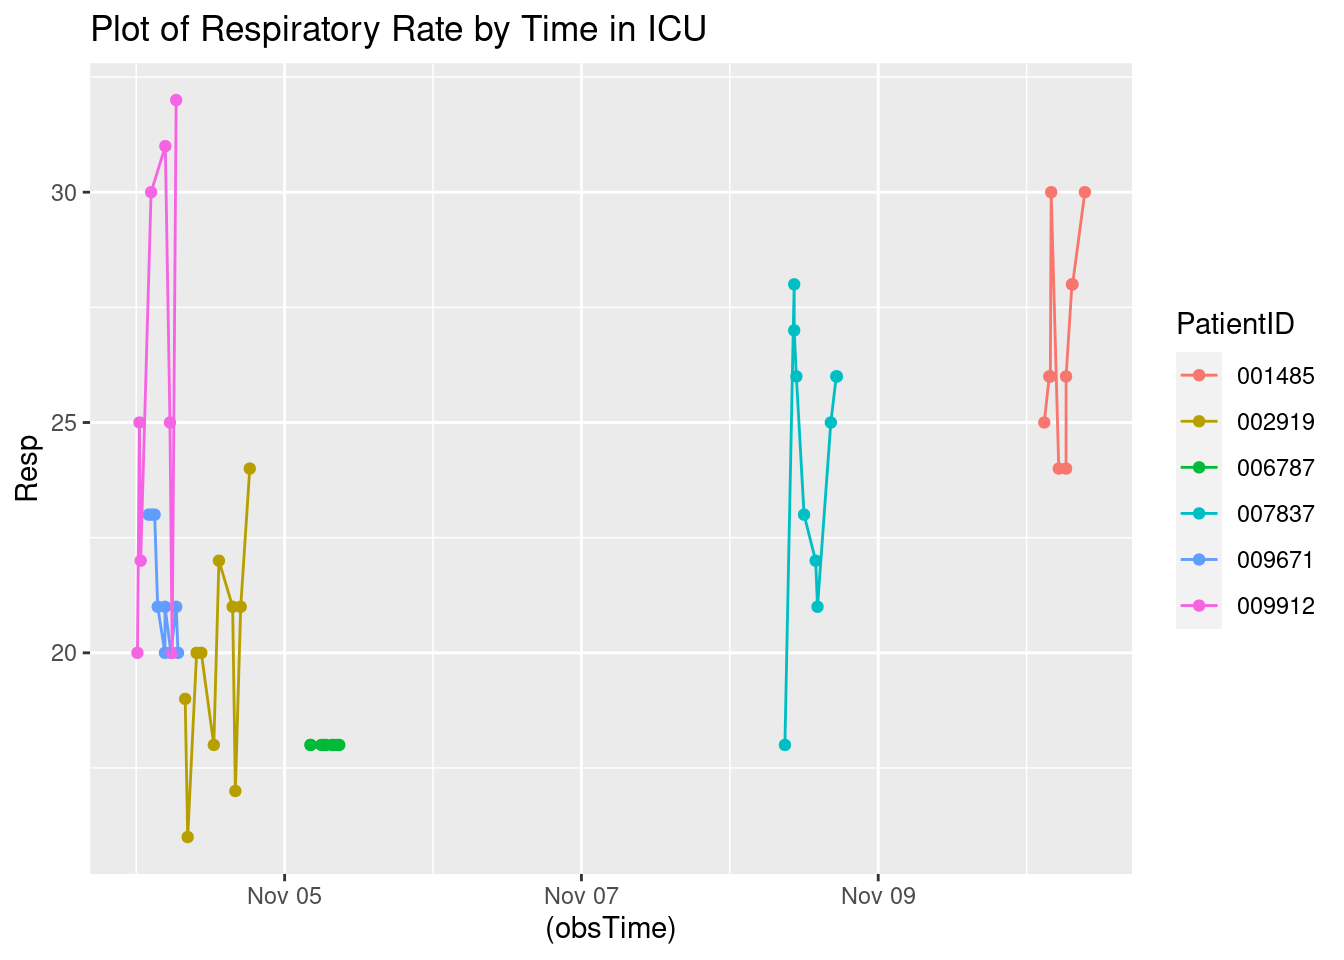 Plot of Respiratory Rate by Time in ICU
30
25
20
Resp
Nov 05
Nov 07
Nov 09
(obsTime)
PatientID
001485
002919
006787
007837
009671
009912